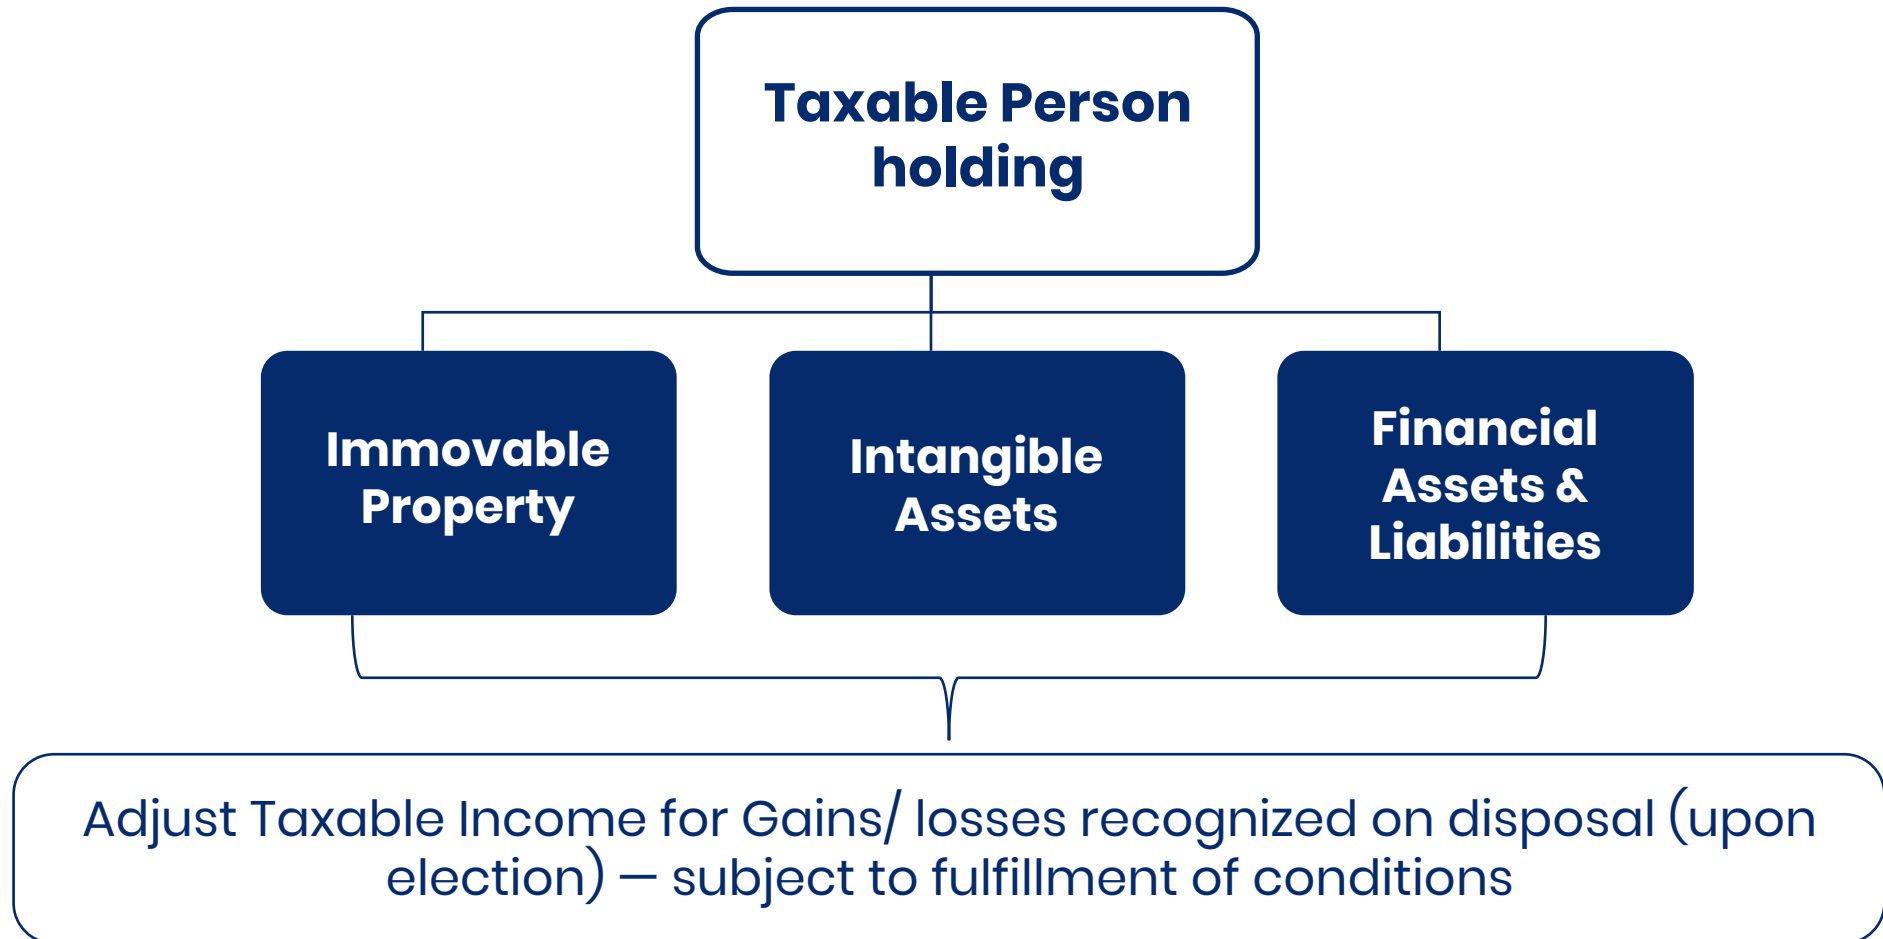 Taxable Person
holding
Immovable
Property
Intangible
Assets
Financial
Assets &
Liabilities
Adjust Taxable Income for Gains/ losses recognized on disposal (upon
election) — subject to fulfillment of conditions